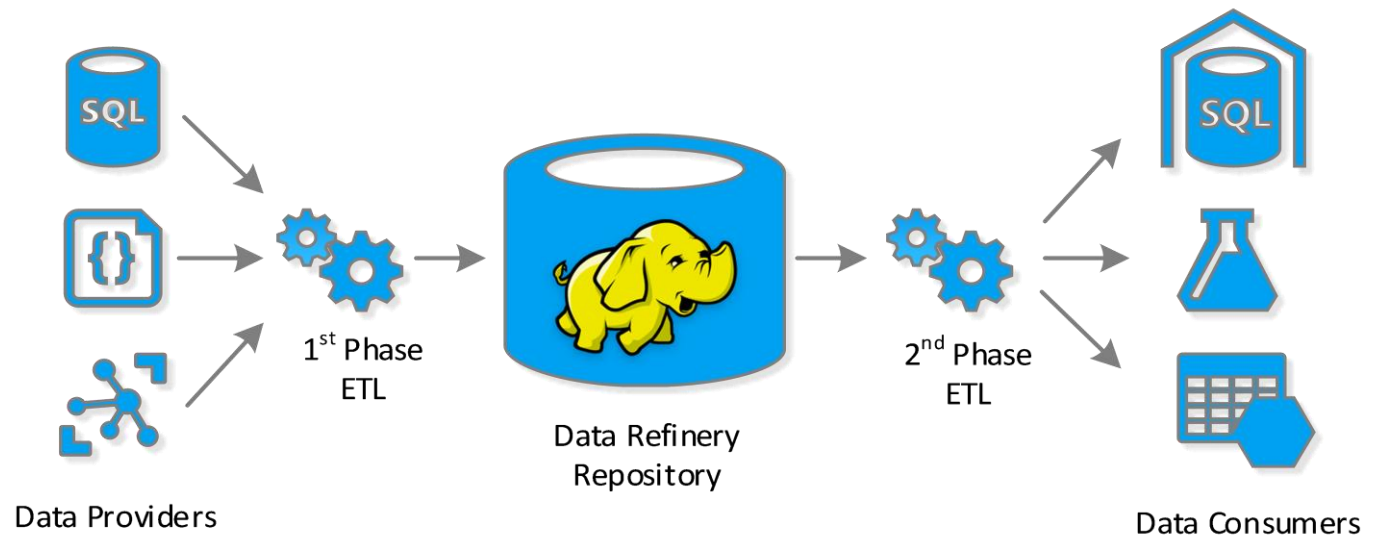 SQL
{}
1st Phase
ETL
Data Refinery
Repository
2nd Phase
ETL
SQL
Data Providers
Data Consumers